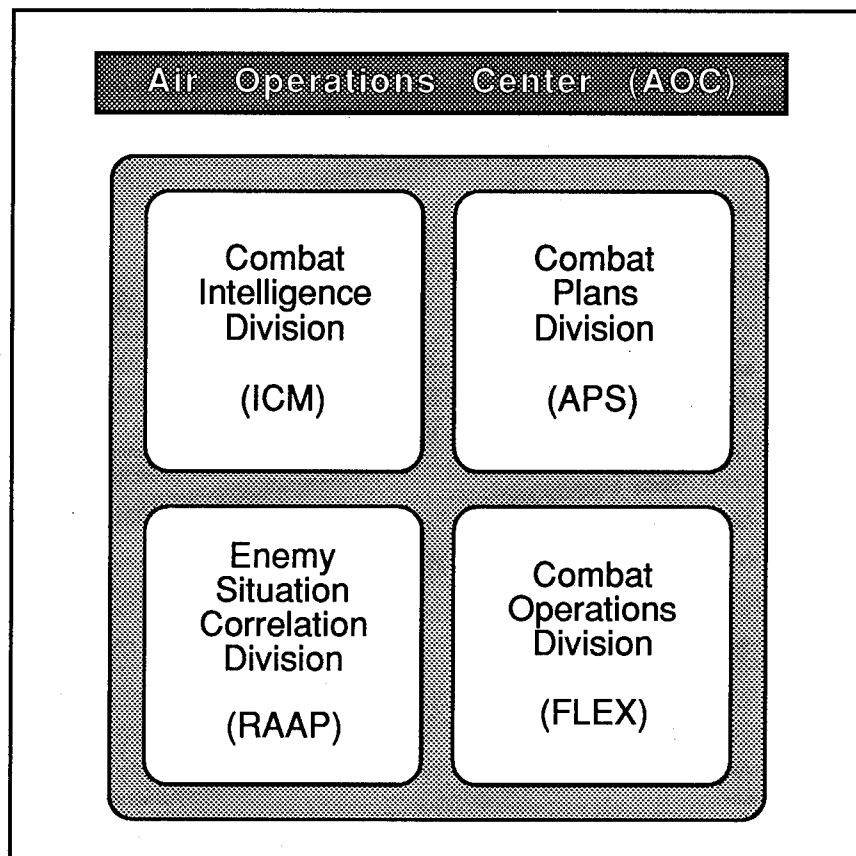 Air Operations Center (AOC)
Combat
Intelligence
Division
(ICM)
Combat
Plans
Division
(APS)
Enemy
Situation
Correlation
Division
(RAAP)
Combat
Operations
Division
(FLEX)